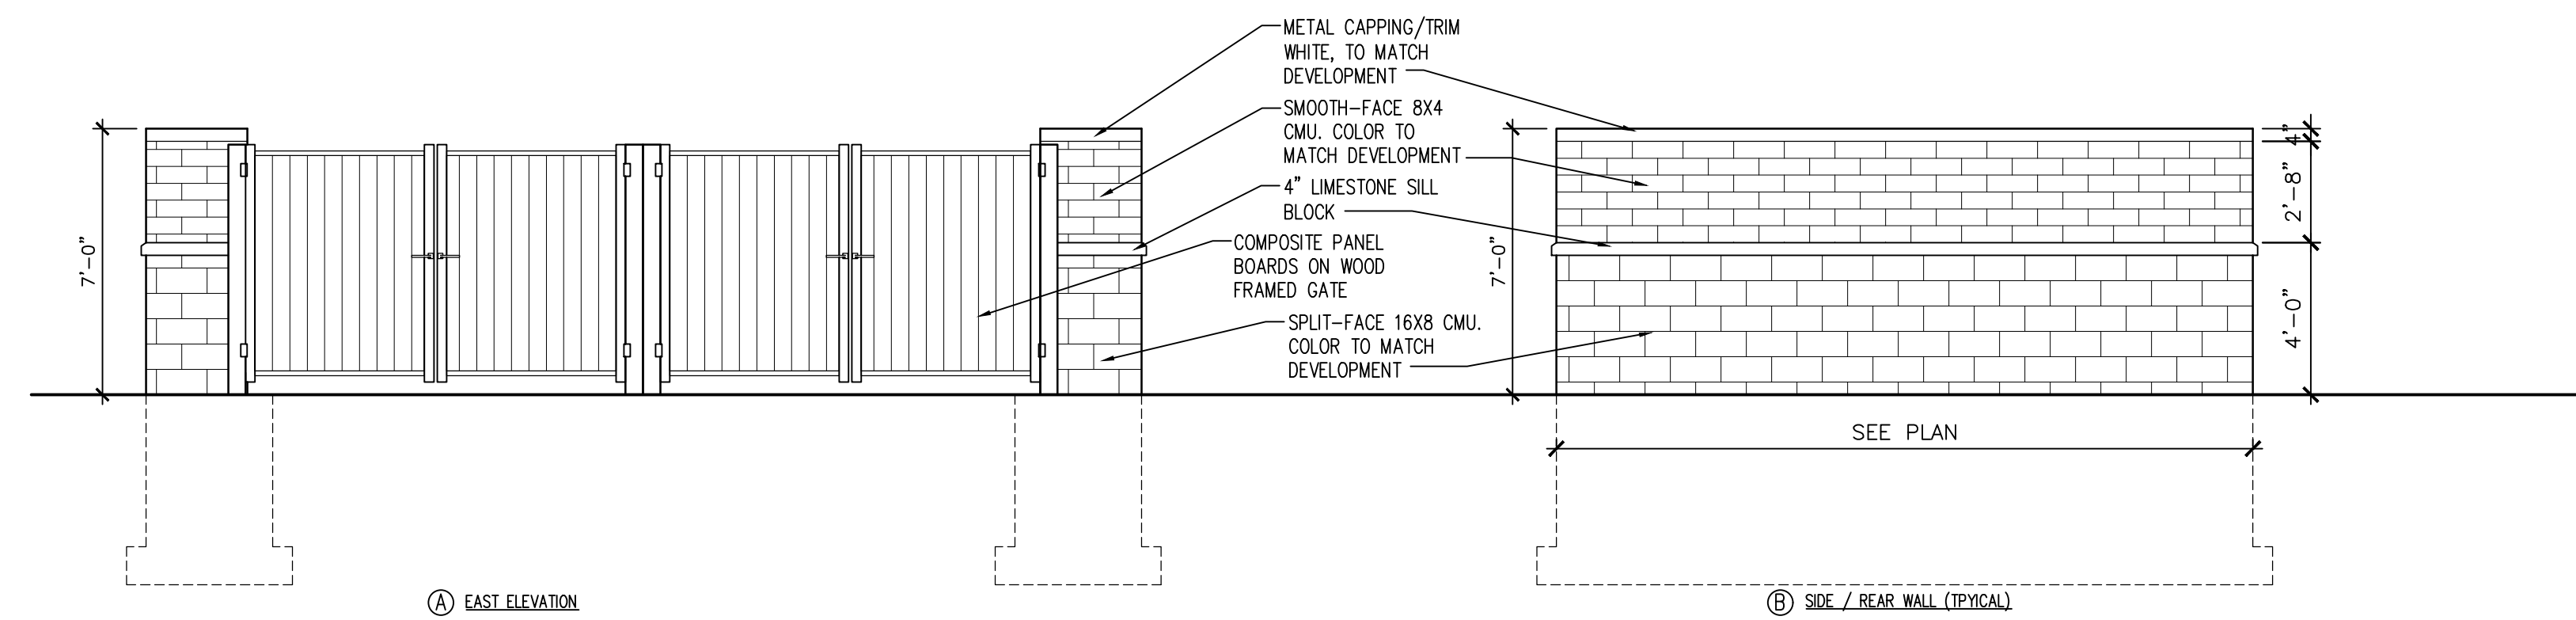 METAL CAPPING/TRIM
WHITE, TO MATCH
DEVELOPMENT
SMOOTH-FACE 8X4
CMU. COLOR TO
MATCH DEVELOPMENT
4" LIMESTONE SILL
BLOCK
COMPOSITE PANEL
BOARDS ON WOOD
FRAMED GATE
SPLIT-FACE 16X8 CMU.
COLOR TO MATCH
DEVELOPMENT
7'-0"
7'-0"
4"
2'-8"
4'-0"
SEE PLAN
A EAST ELEVATION
B SIDE / REAR WALL (TPYICAL)